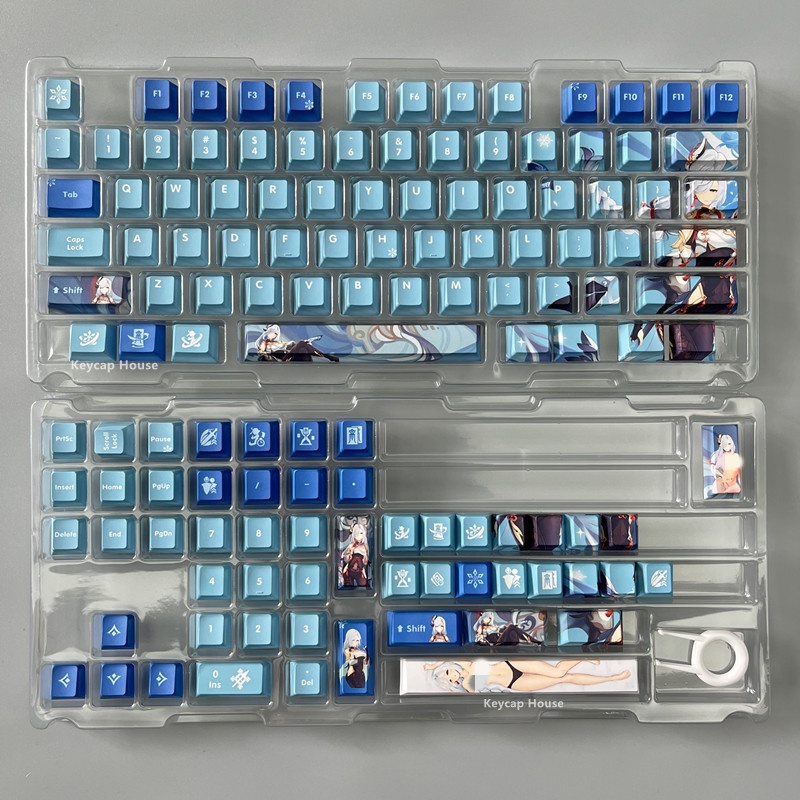 F1 F2 F3 F4 F5 F6 F7 F8 F9 F10 F11 F12
~ ! @ # $ % ^ & * (
1 2 3 4 5 6 7 8 9
Tab Q W E R T Y U I O P { }
Caps Lock A S D F G H J K L : ;
Shift Z X C V B N M < >
Keycap House
PrtSc Scroll Lock Pause
Insert Home PgUp / -
Delete End PgDn 7 8 9
4 5 6
1 2 3 Shift
0 Ins Del
Keycap House